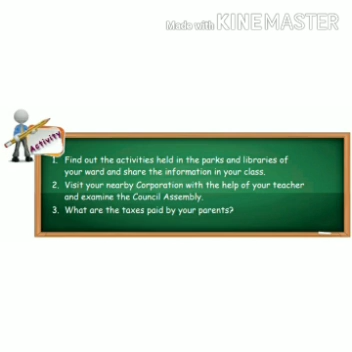 Made with KINEMASTER
Activity
1. Find out the activities held in the parks and libraries of
your ward and share the information in your class.
2. Visit your nearby Corporation with the help of your teacher
and examine the Council Assembly.
3. What are the taxes paid by your parents?